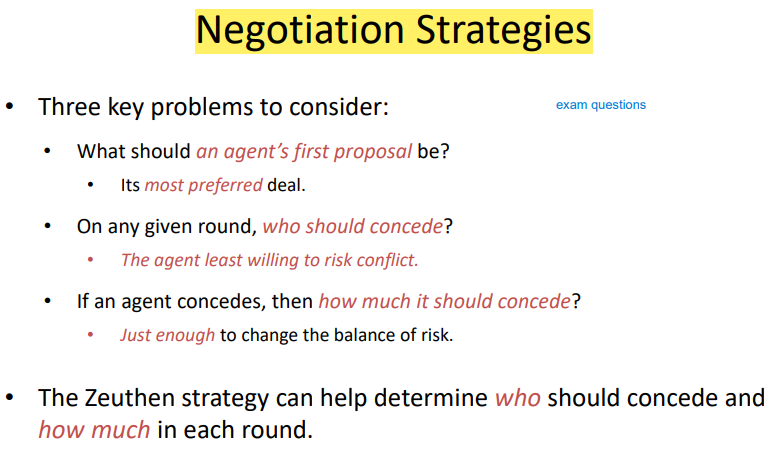 Negotiation Strategies
• Three key problems to consider:
exam questions
• What should an agent's first proposal be?
• Its most preferred deal.
• On any given round, who should concede?
• The agent least willing to risk conflict.
• If an agent concedes, then how much it should concede?
• Just enough to change the balance of risk.
• The Zeuthen strategy can help determine who should concede and
how much in each round.